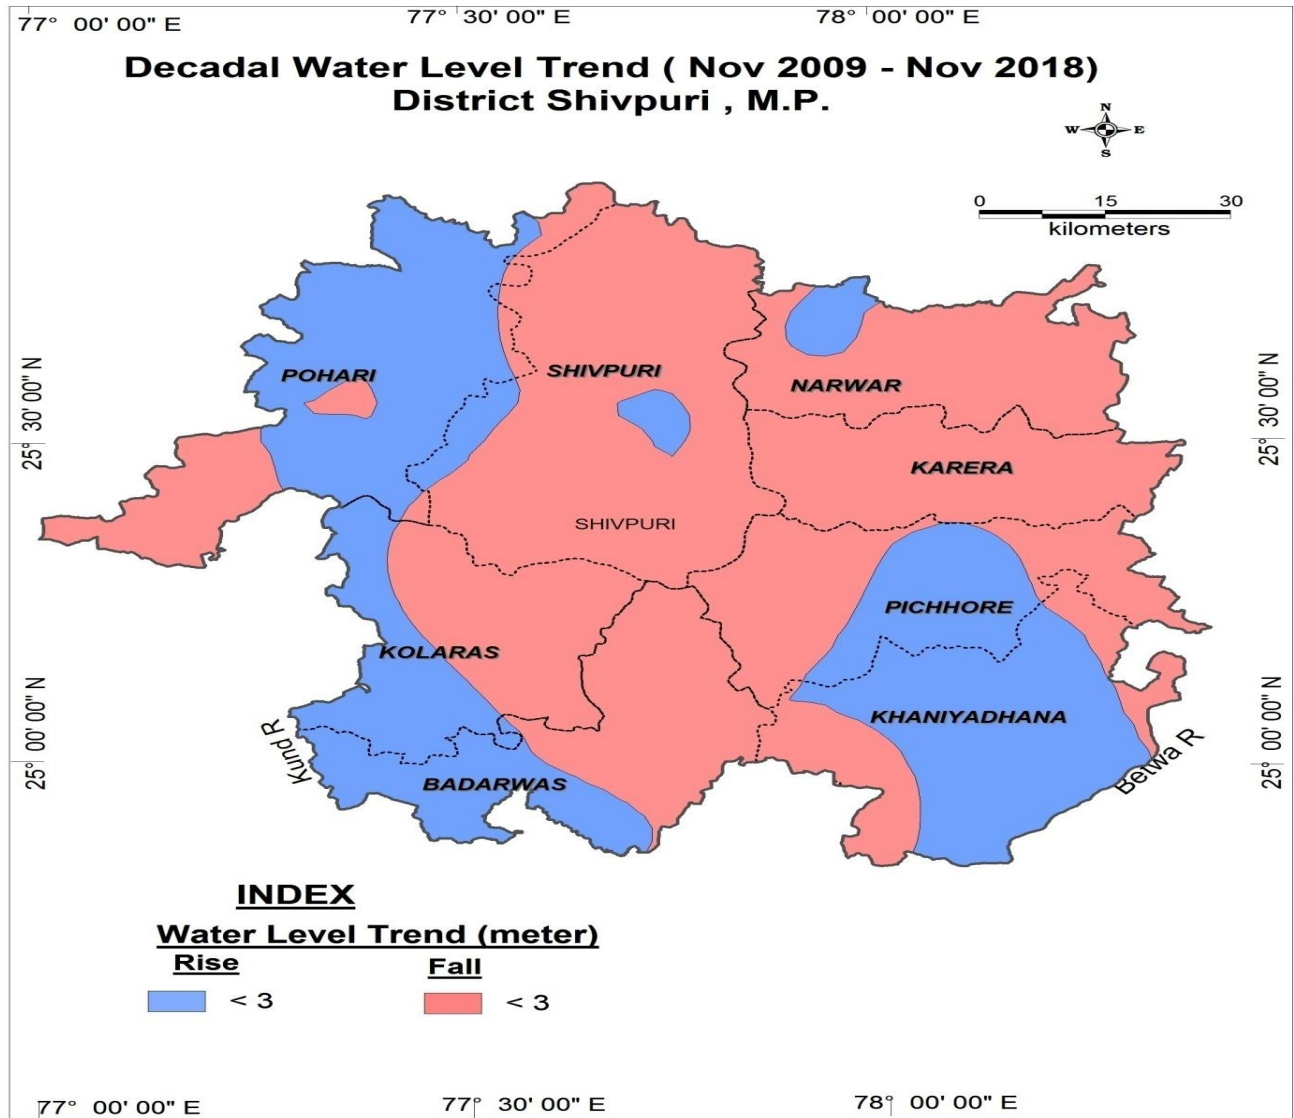 77° 00' 00" E
77° 30' 00" E
78° 00' 00" E
Decadal Water Level Trend ( Nov 2009 - Nov 2018)
District Shivpuri , M.P.
N
W E
S
0 15 30
kilometers
25° 30' 00" N
25° 30' 00" N
POHARI
SHIVPURI
NARWAR
KARERA
SHIVPURI
PICHHORE
KOLARAS
KHANIYADHANA
25° 00' 00" N
25° 00' 00" N
Kund R
Betwa R
BADARWAS
INDEX
Water Level Trend (meter)
Rise Fall
< 3 < 3
77° 00' 00" E
77° 30' 00" E
78° 00' 00" E